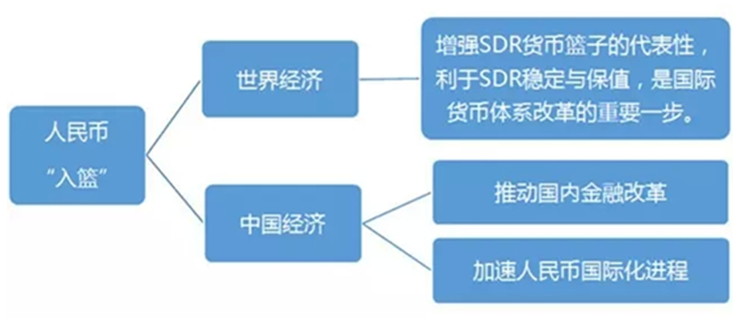 人民币
“入篮”
世界经济
增强SDR货币篮子的代表性，
利于SDR稳定与保值，是国际
货币体系改革的重要一步。
中国经济
推动国内金融改革
加速人民币国际化进程